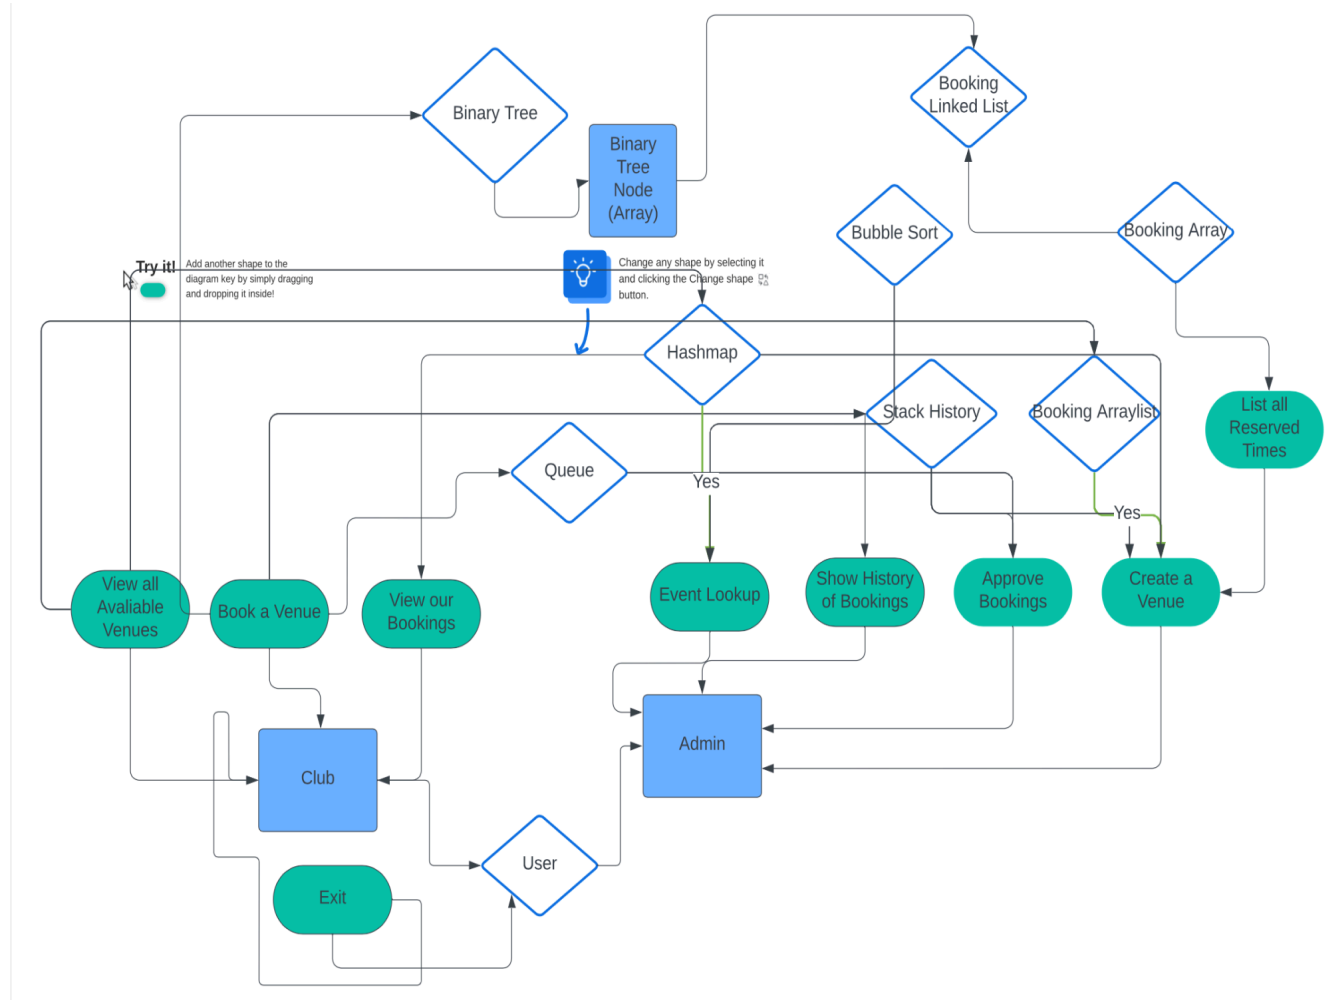 Booking
Linked List
Binary Tree
Binary
Tree
Node
(Array)
Bubble Sort
Booking Array
Try it!
Add another shape to the
diagram key by simply dragging
and dropping it inside!
Change any shape by selecting it
and clicking the Change shape
button.
Hashmap
Stack History
Booking Arraylist
List all
Reserved
Times
Queue
Yes
Yes
View all
Avaliable
Venues
Book a Venue
View our
Bookings
Event Lookup
Show History
of Bookings
Approve
Bookings
Create a
Venue
Club
Admin
User
Exit